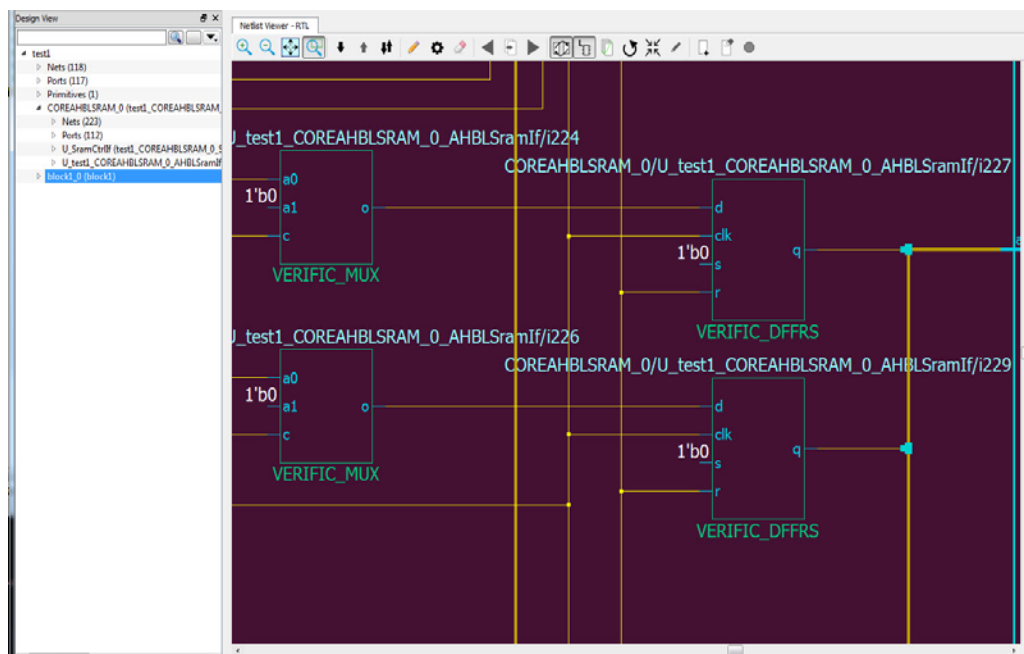 Design View
Netlist Viewer - RTL
test1
Nets (118)
Ports (117)
Primitives (1)
COREAHBLSRAM_0 (test1_COREAHBLSRAM_
Nets (223)
Ports (112)
U_SramCtrlIf (test1_COREAHBLSRAM_0_S
U_test1_COREAHBLSRAM_0_AHBLSramIf
block1_0 (block1)
U_test1_COREAHBLSRAM_0_AHBLSramIf/i224
COREAHBLSRAM_0/U_test1_COREAHBLSRAM_0_AHBLSramIf/i227
a0
1'b0
a1
o
c
VERIFIC_MUX
d
clk
1'b0
s
q
r
VERIFIC_DFFRS
U_test1_COREAHBLSRAM_0_AHBLSramIf/i226
COREAHBLSRAM_0/U_test1_COREAHBLSRAM_0_AHBLSramIf/i229
a0
1'b0
a1
o
c
VERIFIC_MUX
d
clk
1'b0
s
q
r
VERIFIC_DFFRS